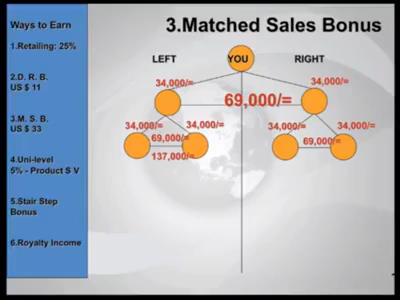 Ways to Earn
1.Retailing: 25%
2.D. R. B.
US $ 11
3.M. S. B.
US $ 33
4.Uni-level
5% - Product S V
5.Stair Step
Bonus
6.Royalty Income
3.Matched Sales Bonus
LEFT YOU RIGHT
34,000/= 34,000/=
69,000/=
34,000/= 34,000/= 34,000/= 34,000/=
69,000/= 69,000/=
137,000/=